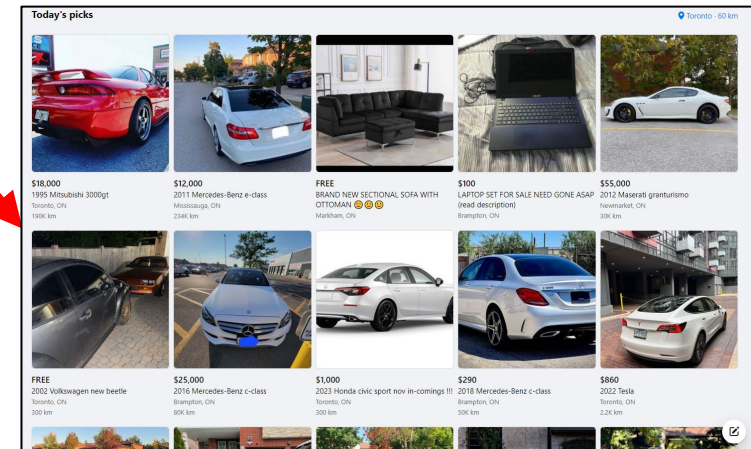 Today's picks
Toronto · 60 km
$18,000
1995 Mitsubishi 3000gt
Toronto, ON
190K km
$12,000
2011 Mercedes-Benz e-class
Mississauga, ON
234K km
FREE
BRAND NEW SECTIONAL SOFA WITH
OTTOMAN 😊😊😊
Markham, ON
$100
LAPTOP SET FOR SALE NEED GONE ASAP
(read description)
Brampton, ON
$55,000
2012 Maserati granturismo
Newmarket, ON
30K km
FREE
2002 Volkswagen new beetle
Toronto, ON
300 km
$25,000
2016 Mercedes-Benz c-class
Brampton, ON
80K km
$1,000
2023 Honda civic sport nov in-comings !!!
Toronto, ON
300 km
$290
2018 Mercedes-Benz c-class
Brampton, ON
50K km
$860
2022 Tesla
Toronto, ON
2.2K km